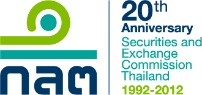 กลต
20th
Anniversary
Securities and
Exchange
Commission
Thailand
1992-2012